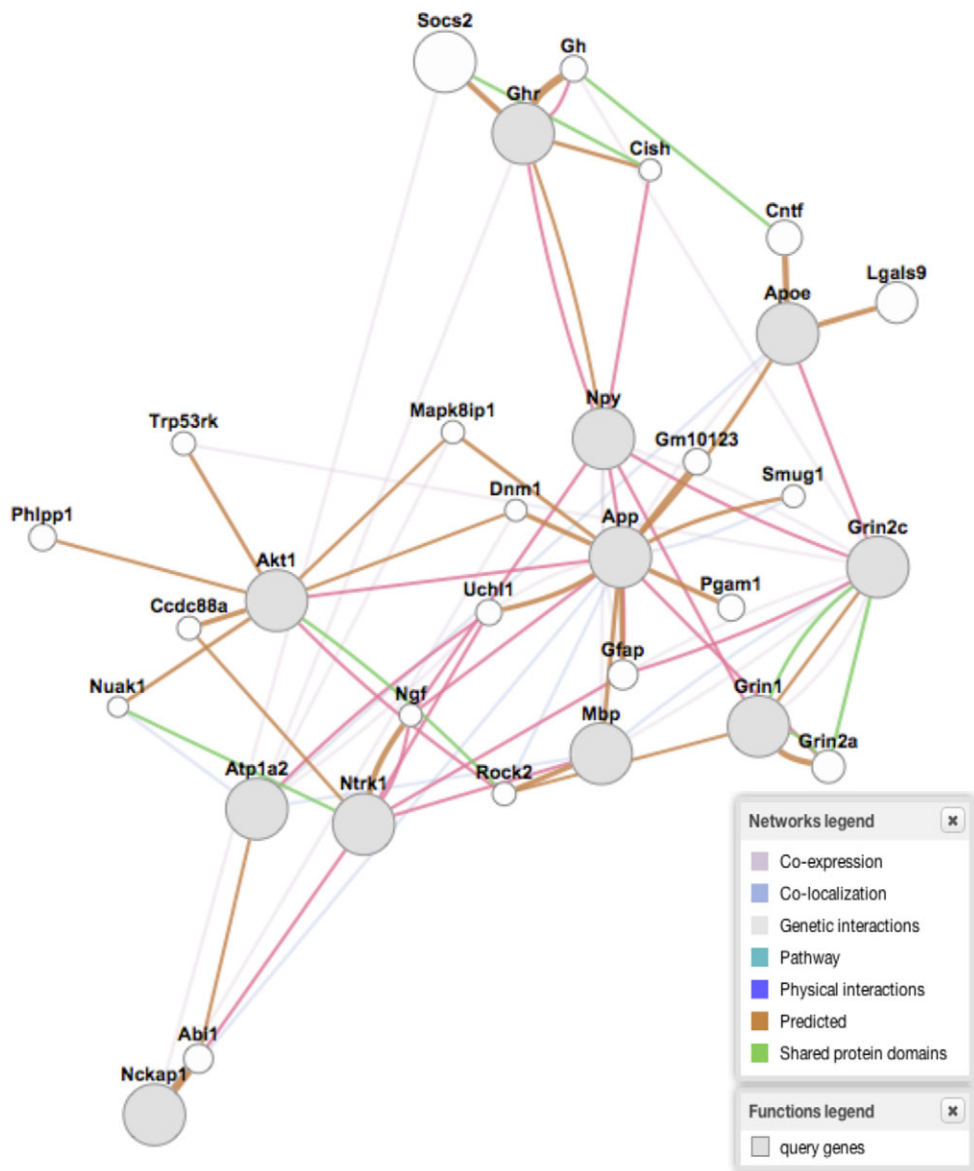 Socs2
Gh
Ghr
Cish
Cntf
Lgals9
Apoe
Npy
Mapk8ip1
Trp53rk
Gm10123
Smug1
Dnm1
Phlpp1
App
Grin2c
Akt1
Uchl1
Pgam1
Ccdc88a
Gfap
Nuak1
Ngf
Grin1
Mbp
Grin2a
Atp1a2
Ntrk1
Rock2
Networks legend
Co-expression
Co-localization
Genetic interactions
Pathway
Physical interactions
Predicted
Shared protein domains
Abi1
Nckap1
Functions legend
query genes